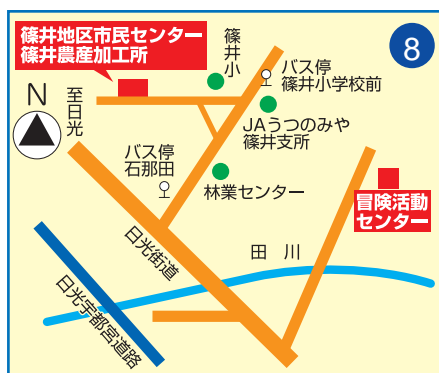 篠井地区市民センター
篠井農産加工所
篠井小
8
バス停
篠井小学校前
N
至日光
JAうつのみや
篠井支所
バス停
石那田
林業センター
冒険活動
センター
日光街道
田川
日光宇都宮道路